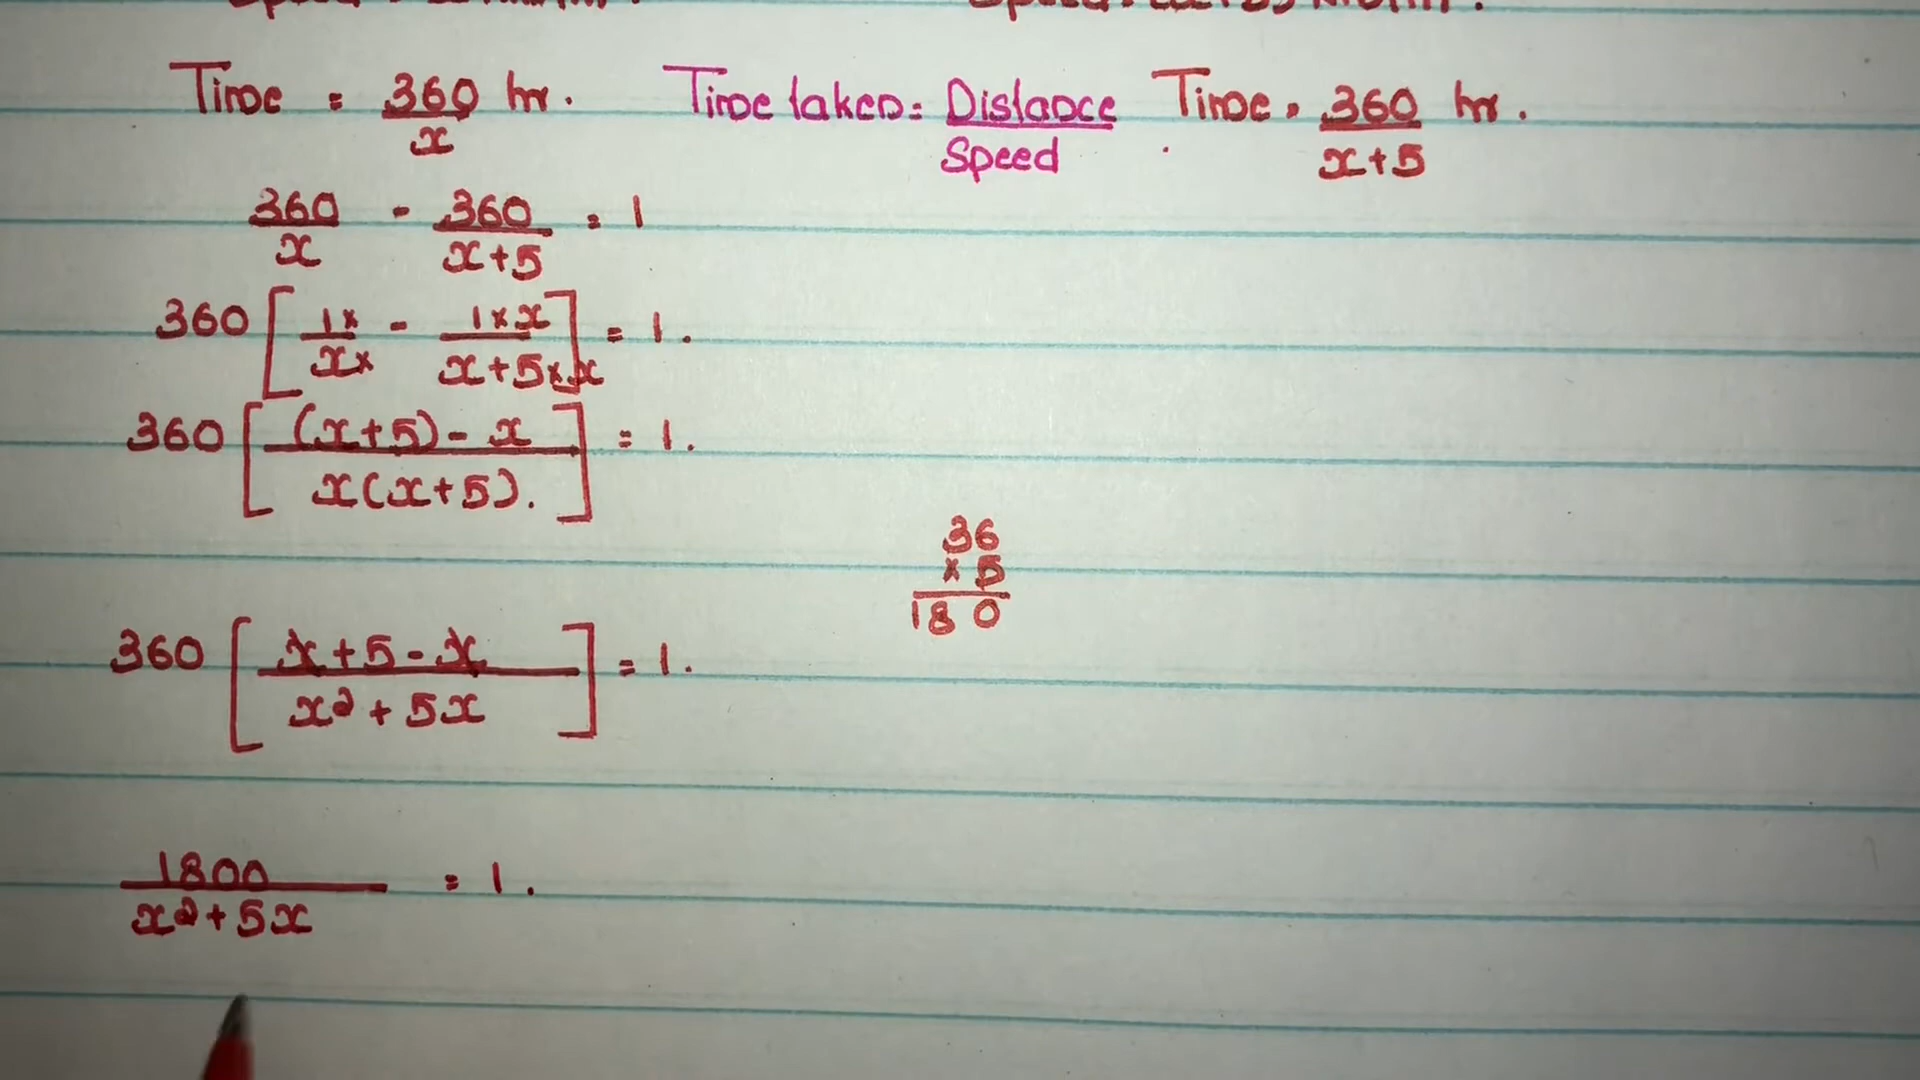 Time = 360/x hr. Time taken = Distance/Speed Time = 360/x+5 hr.
360/x - 360/x+5 = 1
360 [ 1×/x× - 1×x/x+5×x ] = 1.
360 [ (x+5) - x / x(x+5). ] = 1.
36
× 5
180
360 [ x+5-x / x²+5x ] = 1.
1800/x²+5x = 1.